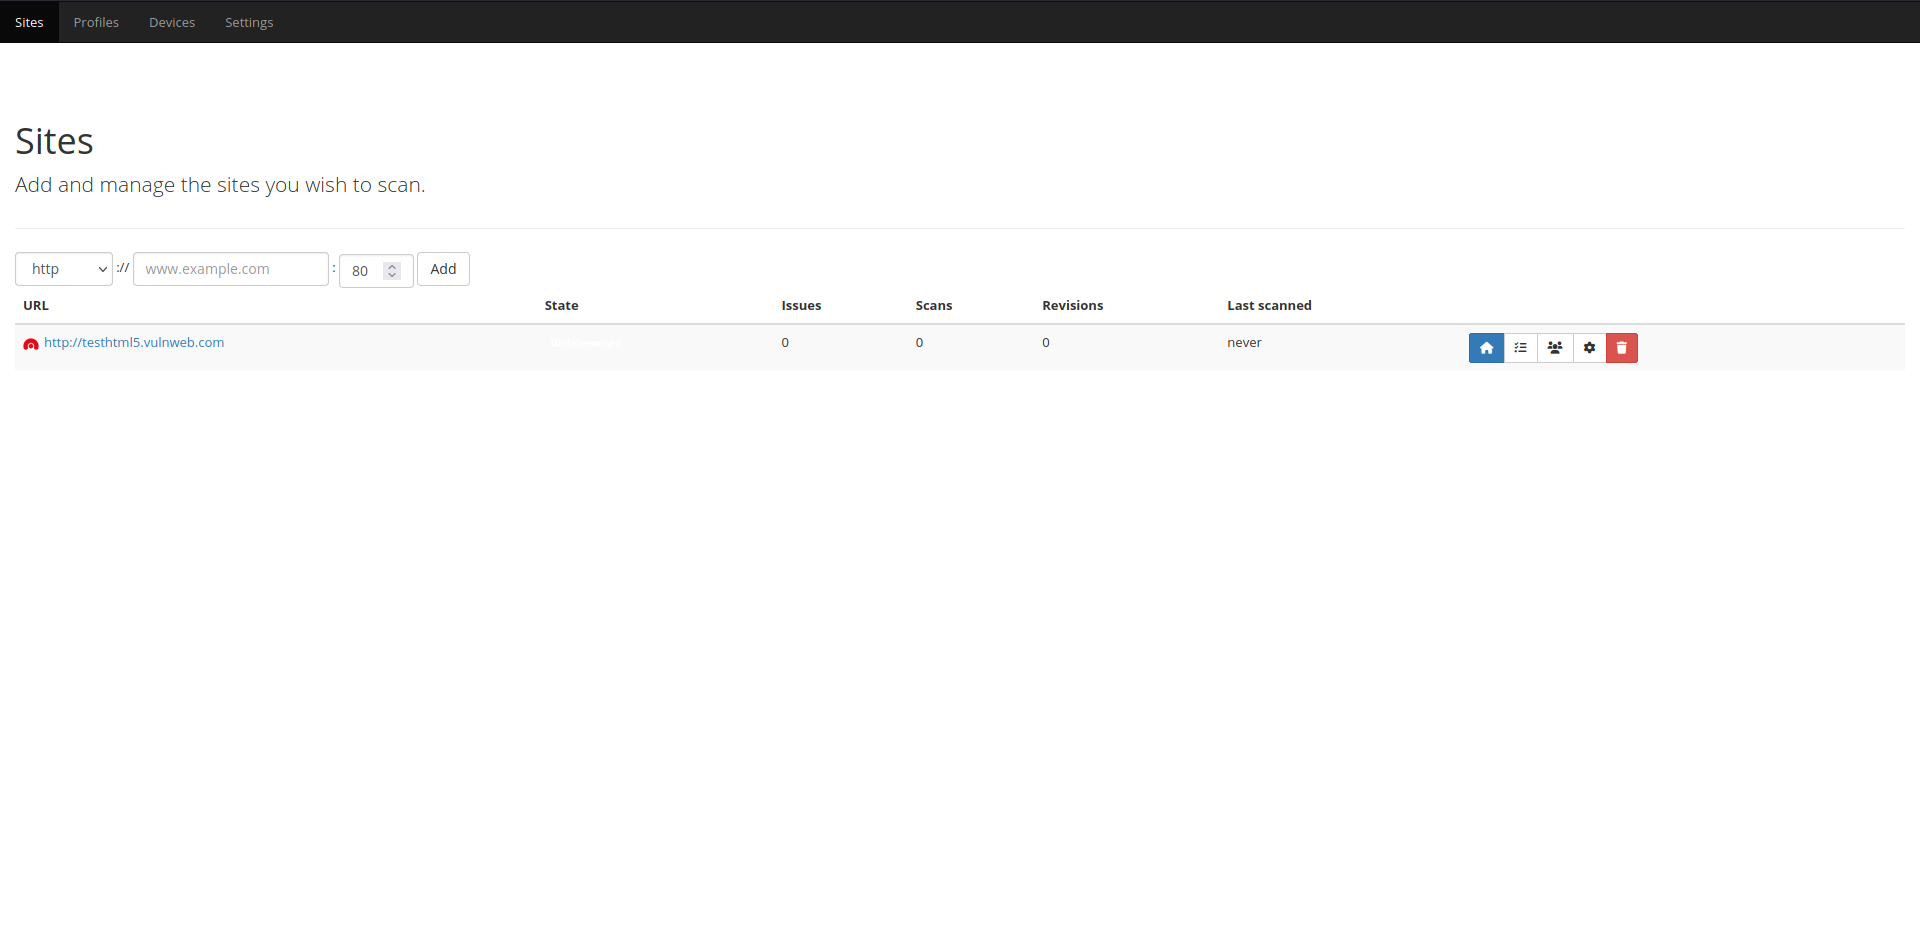 Sites Profiles Devices Settings
Sites
Add and manage the sites you wish to scan.
http :// www.example.com : 80 Add
URL State Issues Scans Revisions Last scanned
http://testhtml5.vulnweb.com 0 0 0 never